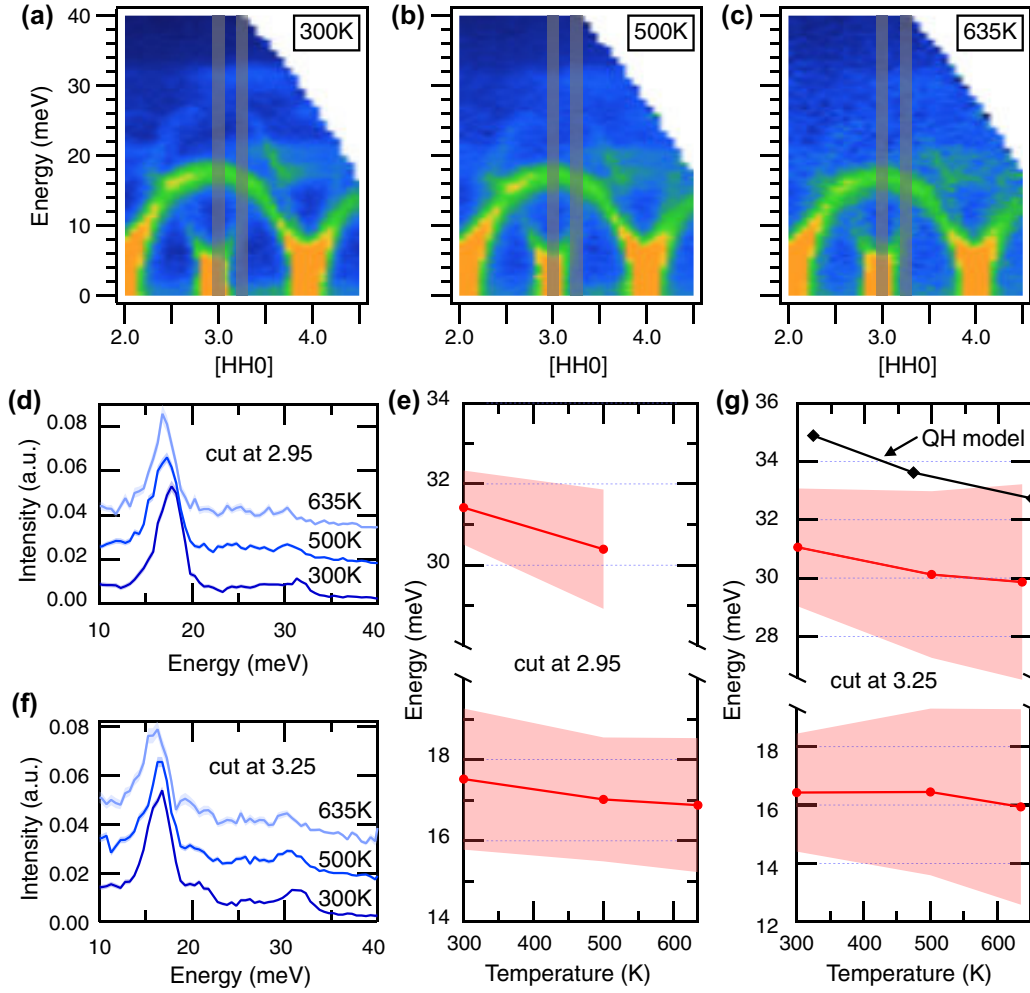 (a)
300K
40
30
20
10
0
Energy (meV)
2.0 3.0 4.0
[HH0]
(b)
500K
2.0 3.0 4.0
[HH0]
(c)
635K
2.0 3.0 4.0
[HH0]
(d)
cut at 2.95
635K
500K
300K
0.08
0.06
0.04
0.02
0.00
Intensity (a.u.)
10 20 30 40
Energy (meV)
(f)
cut at 3.25
635K
500K
300K
0.08
0.06
0.04
0.02
0.00
Intensity (a.u.)
10 20 30 40
Energy (meV)
(e)
34
32
31
30
18
17
16
14
Energy (meV)
cut at 2.95
300 400 500 600
Temperature (K)
(g)
36
34
32
30
28
18
16
14
12
Energy (meV)
QH model
cut at 3.25
300 400 500 600
Temperature (K)